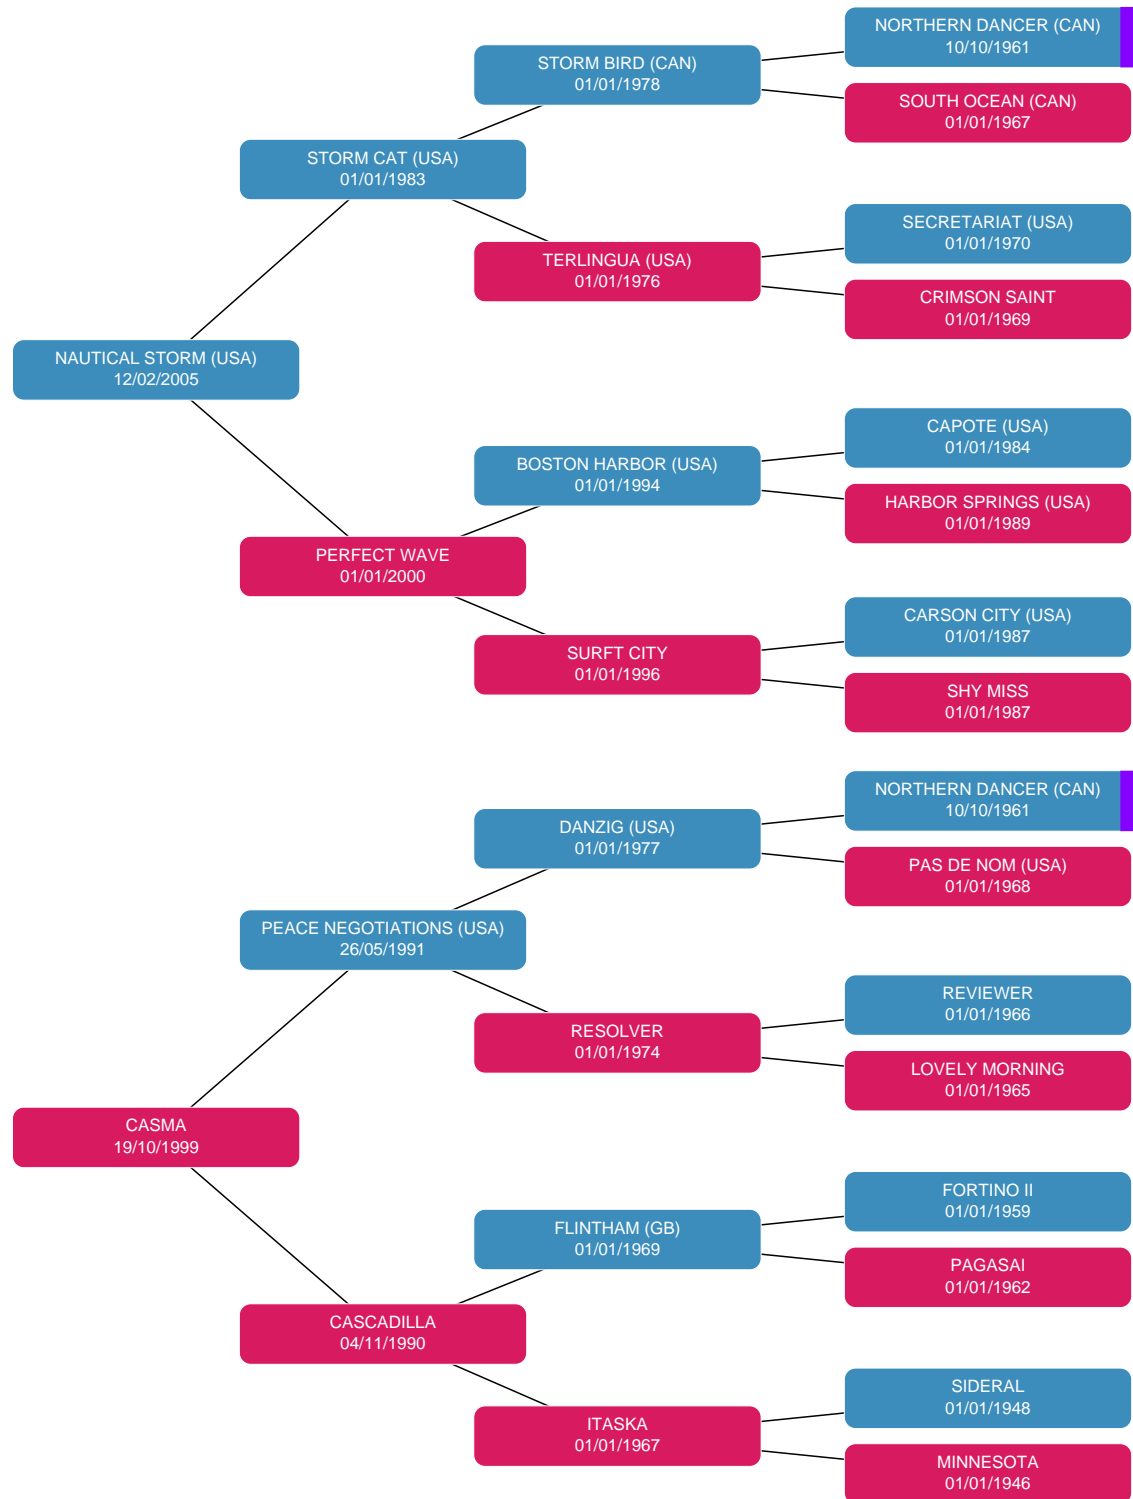 NORTHERN DANCER (CAN)
10/10/1961
STORM BIRD (CAN)
01/01/1978
SOUTH OCEAN (CAN)
01/01/1967
STORM CAT (USA)
01/01/1983
SECRETARIAT (USA)
01/01/1970
TERLINGUA (USA)
01/01/1976
CRIMSON SAINT
01/01/1969
NAUTICAL STORM (USA)
12/02/2005
CAPOTE (USA)
01/01/1984
BOSTON HARBOR (USA)
01/01/1994
HARBOR SPRINGS (USA)
01/01/1989
PERFECT WAVE
01/01/2000
CARSON CITY (USA)
01/01/1987
SURFT CITY
01/01/1996
SHY MISS
01/01/1987
NORTHERN DANCER (CAN)
10/10/1961
DANZIG (USA)
01/01/1977
PAS DE NOM (USA)
01/01/1968
PEACE NEGOTIATIONS (USA)
26/05/1991
REVIEWER
01/01/1966
RESOLVER
01/01/1974
LOVELY MORNING
01/01/1965
CASMA
19/10/1999
FORTINO II
01/01/1959
FLINTHAM (GB)
01/01/1969
PAGASAI
01/01/1962
CASCADILLA
04/11/1990
SIDERAL
01/01/1948
ITASKA
01/01/1967
MINNESOTA
01/01/1946